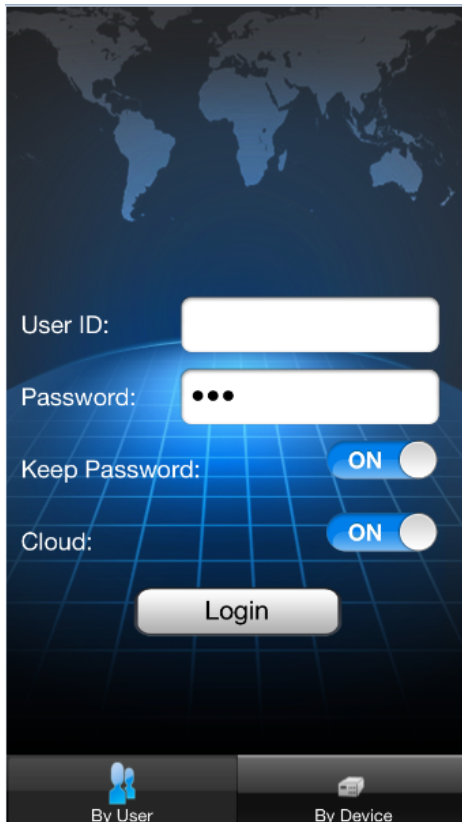 User ID:
Password: •••
Keep Password: ON
Cloud: ON
Login
By User By Device